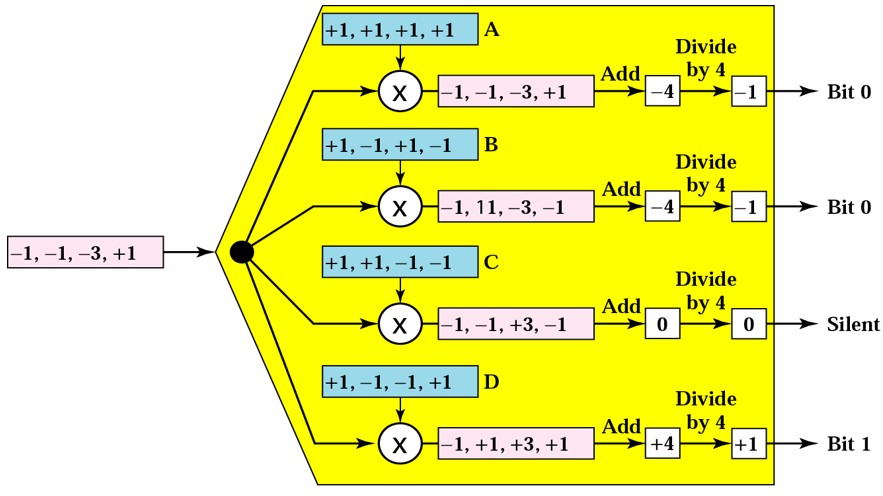 +1, +1, +1, +1 A
Divide
by 4
Add
X
−1, −1, −3, +1
−4
−1
Bit 0
+1, −1, +1, −1 B
Divide
by 4
Add
X
−1, 11, −3, −1
−4
−1
Bit 0
−1, −1, −3, +1
+1, +1, −1, −1 C
Divide
by 4
Add
X
−1, −1, +3, −1
0
0
Silent
+1, −1, −1, +1 D
Divide
by 4
Add
X
−1, +1, +3, +1
+4
+1
Bit 1